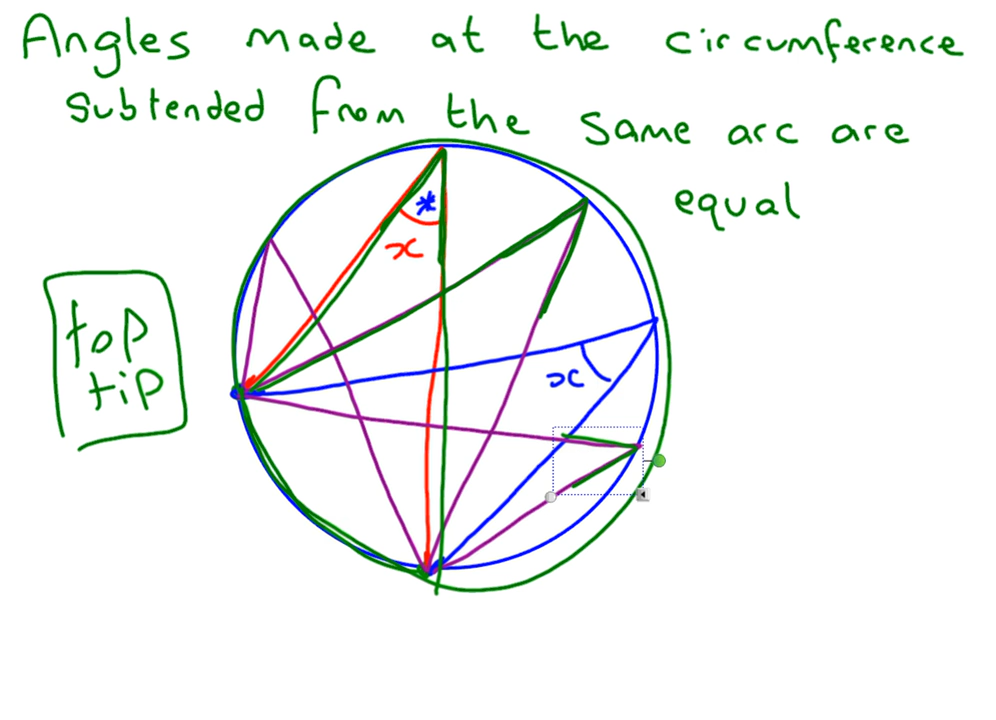 Angles made at the circumference
subtended from the same arc are
equal
*
x
top
tip
x